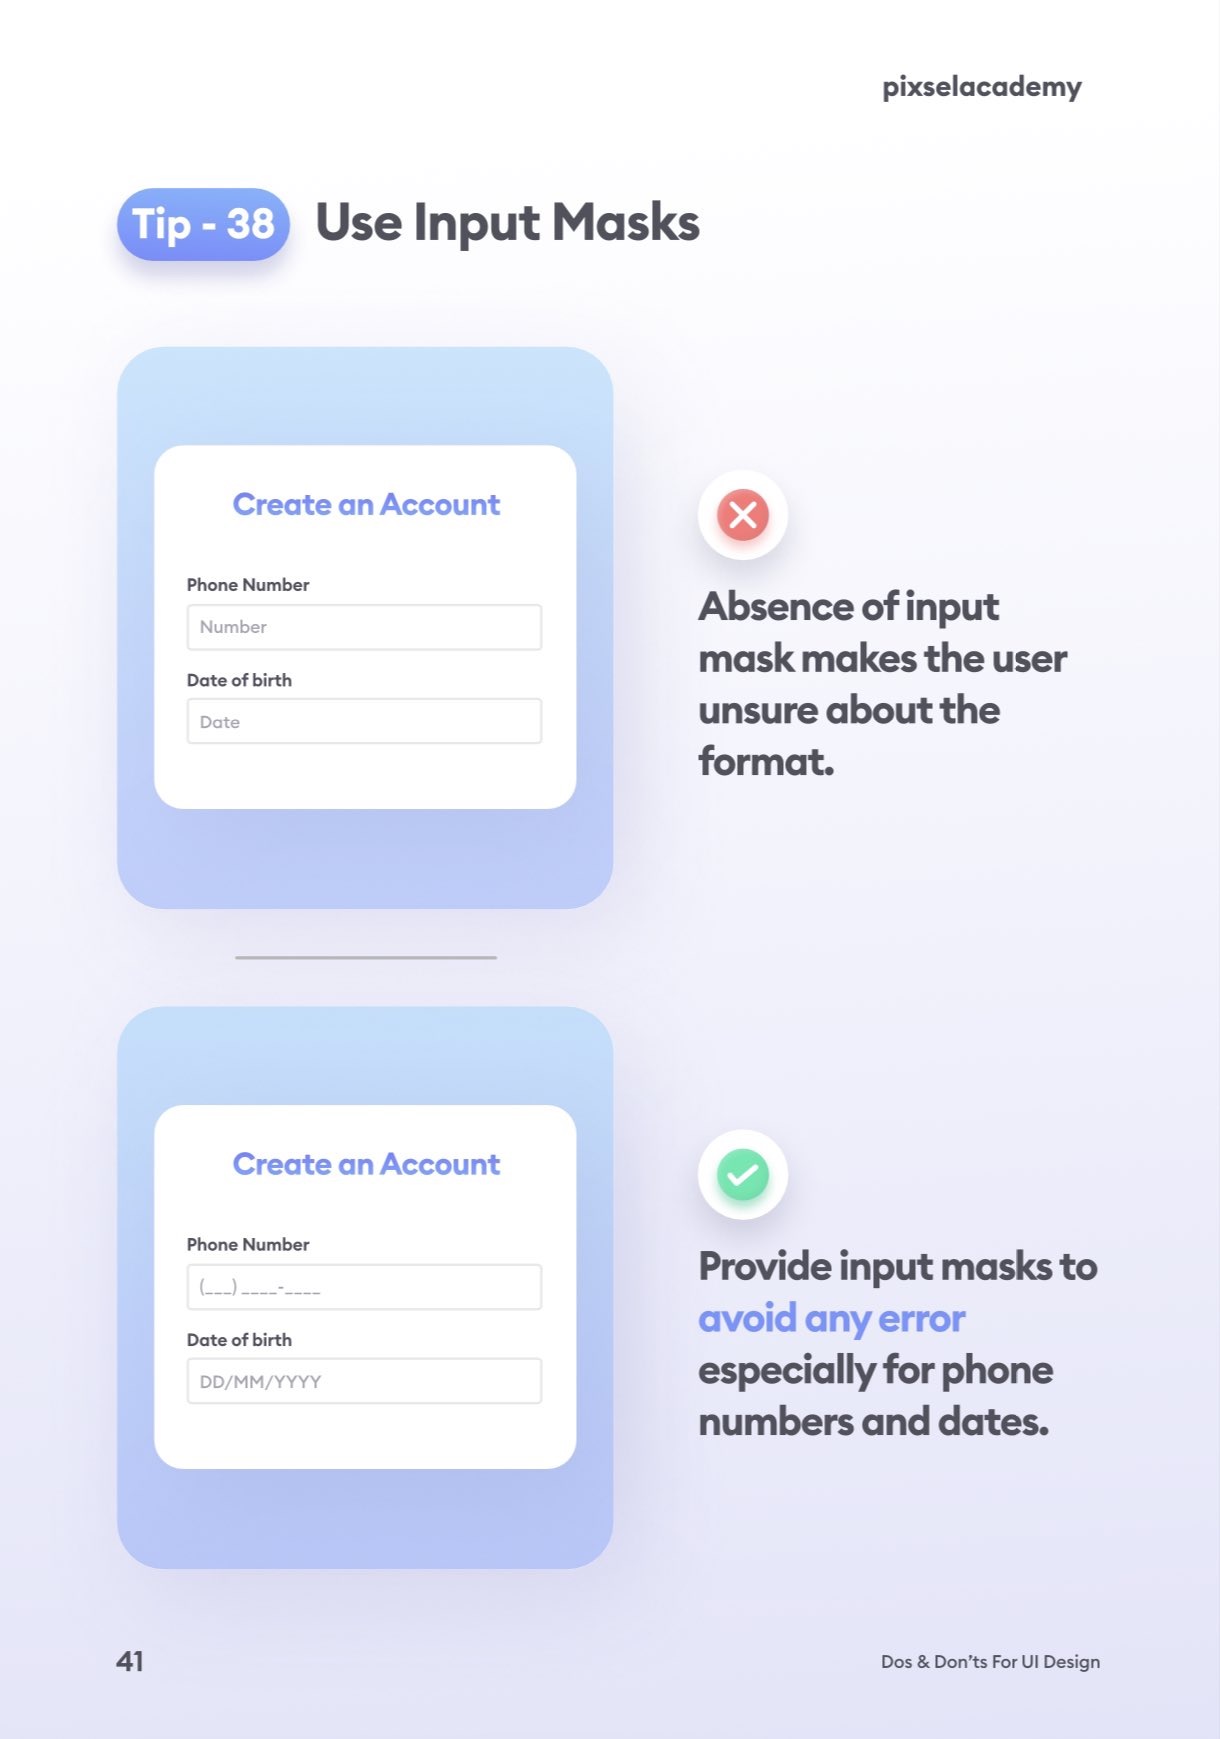 pixselacademy
Tip - 38
Use Input Masks
Create an Account
Phone Number
Number
Date of birth
Date
Absence of input
mask makes the user
unsure about the
format.
Create an Account
Phone Number
(___) ____-____
Date of birth
DD/MM/YYYY
Provide input masks to
avoid any error
especially for phone
numbers and dates.
41
Dos & Don’ts For UI Design